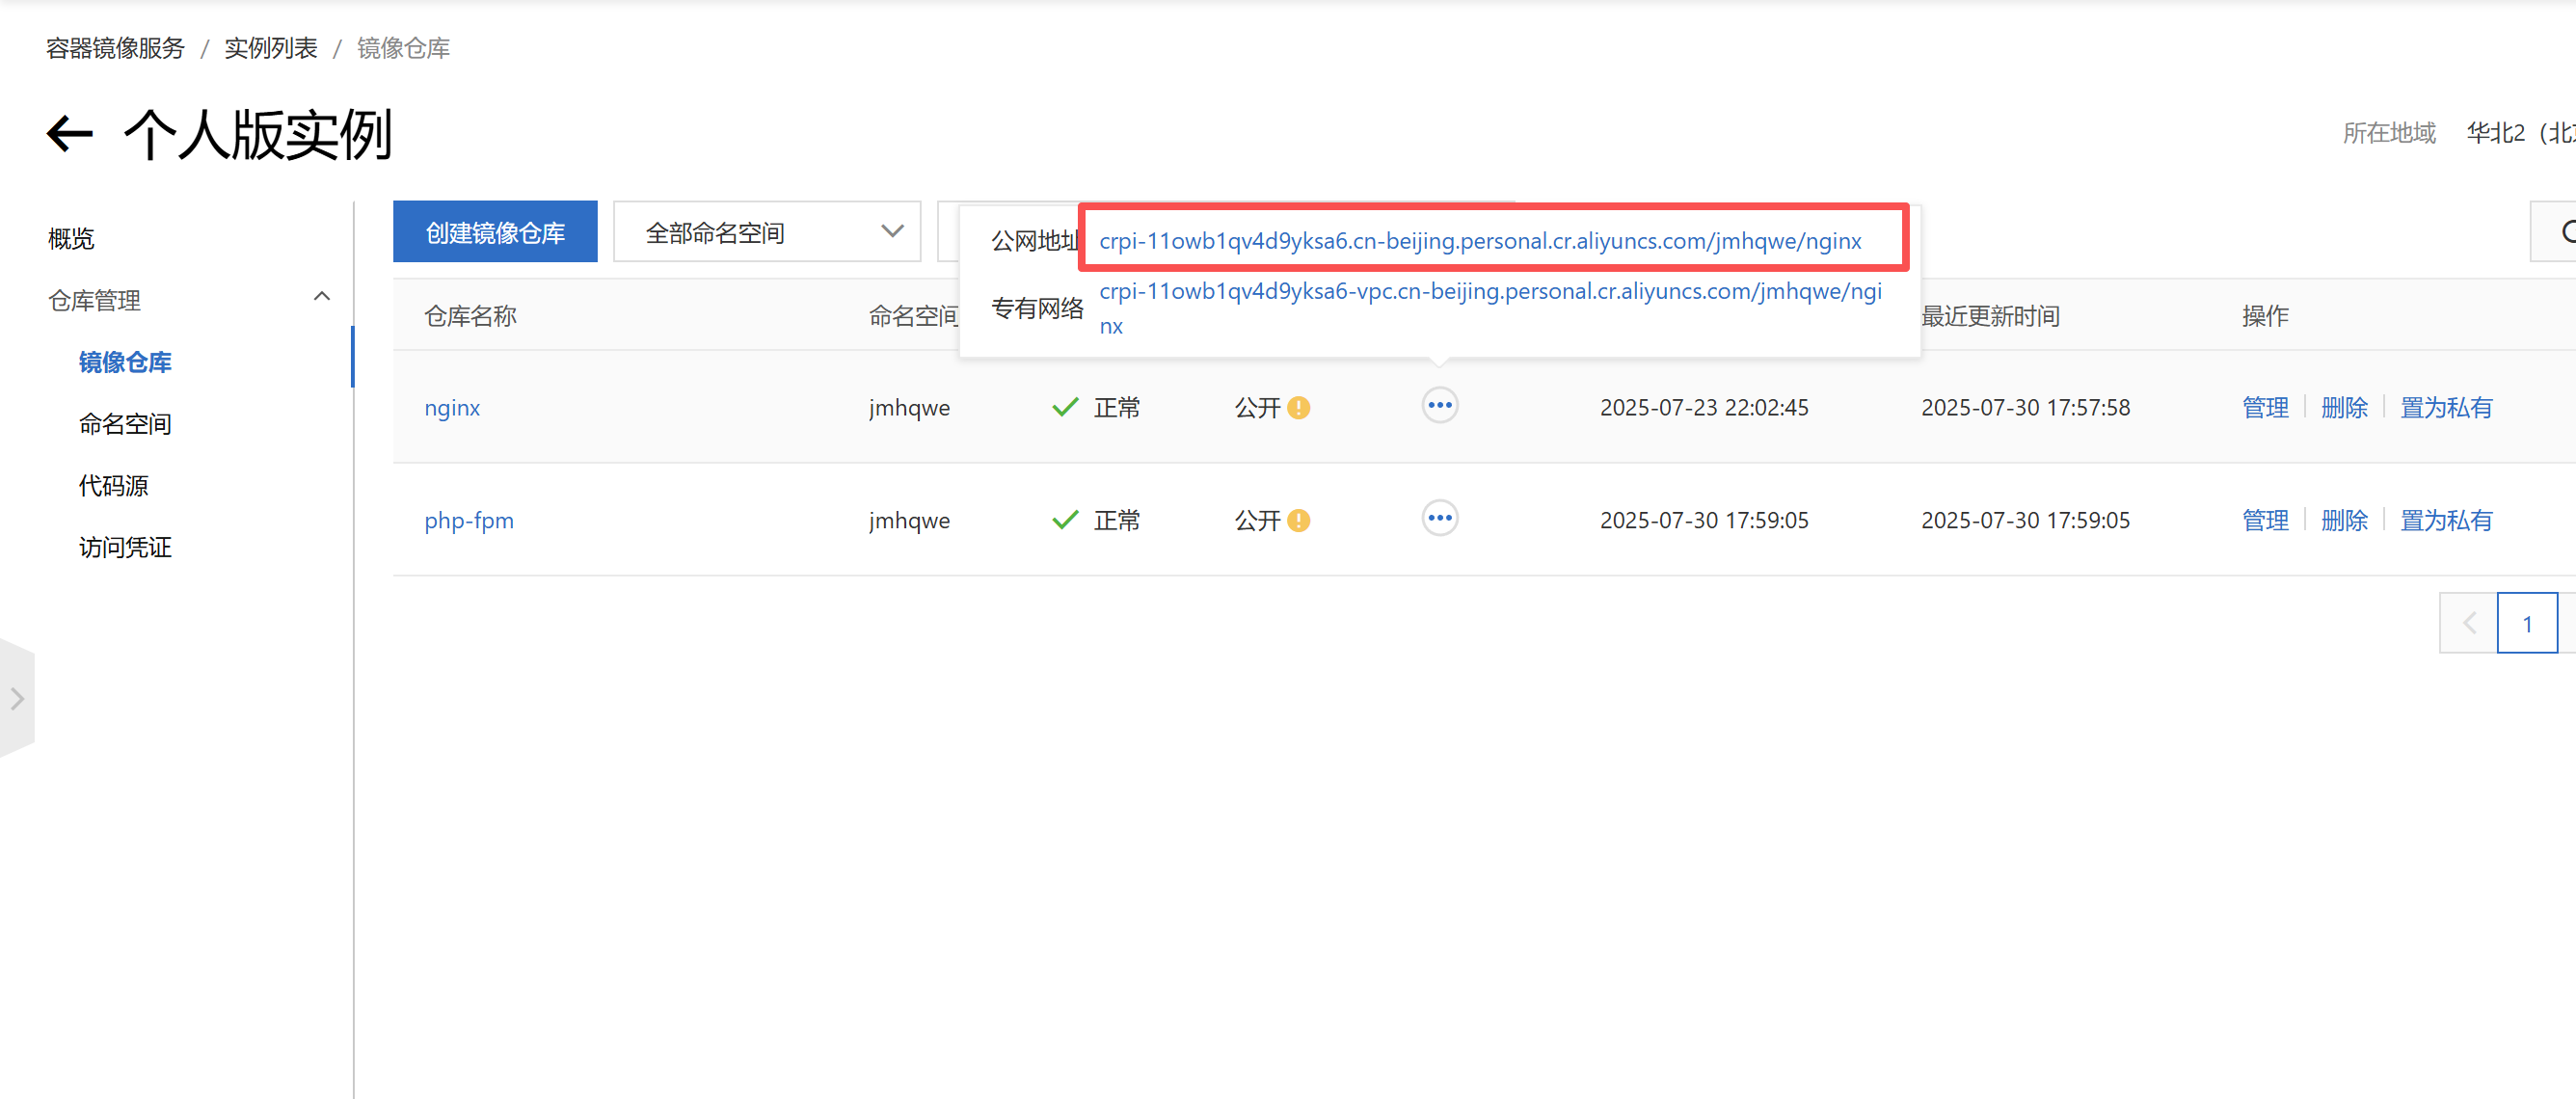 容器镜像服务 / 实例列表 / 镜像仓库
个人版实例
所在地域 华北2（北
概览
仓库管理
镜像仓库
命名空间
代码源
访问凭证
创建镜像仓库 全部命名空间
公网地址 crpi-11owb1qv4d9yksa6.cn-beijing.personal.cr.aliyuncs.com/jmhqwe/nginx
专有网络 crpi-11owb1qv4d9yksa6-vpc.cn-beijing.personal.cr.aliyuncs.com/jmhqwe/ngi
nx
仓库名称 命名空间 最近更新时间 操作
nginx jmhqwe 正常 公开 2025-07-23 22:02:45 2025-07-30 17:57:58 管理 删除 置为私有
php-fpm jmhqwe 正常 公开 2025-07-30 17:59:05 2025-07-30 17:59:05 管理 删除 置为私有
1